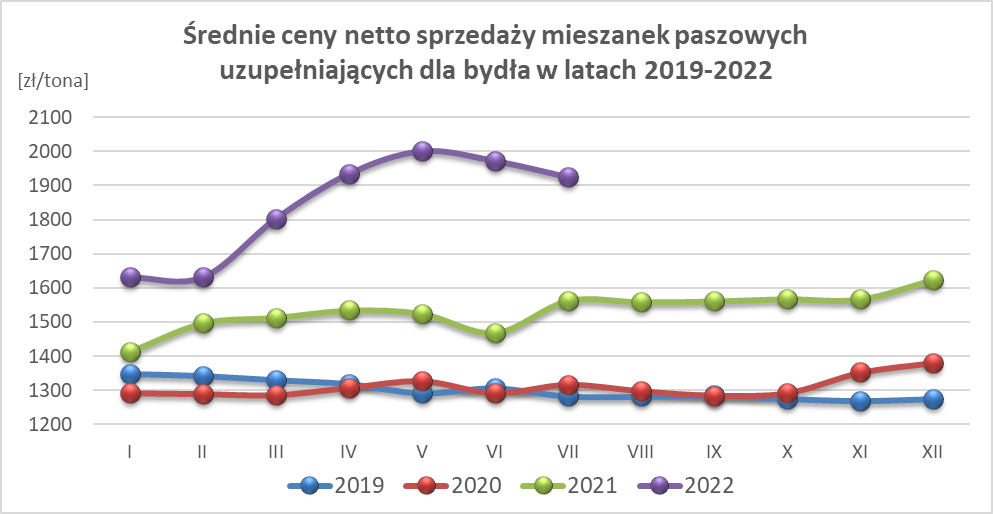 Średnie ceny netto sprzedaży mieszanek paszowych
uzupełniających dla bydła w latach 2019-2022
[zł/tona]
2100
2000
1900
1800
1700
1600
1500
1400
1300
1200
I II III IV V VI VII VIII IX X XI XII
2019 2020 2021 2022